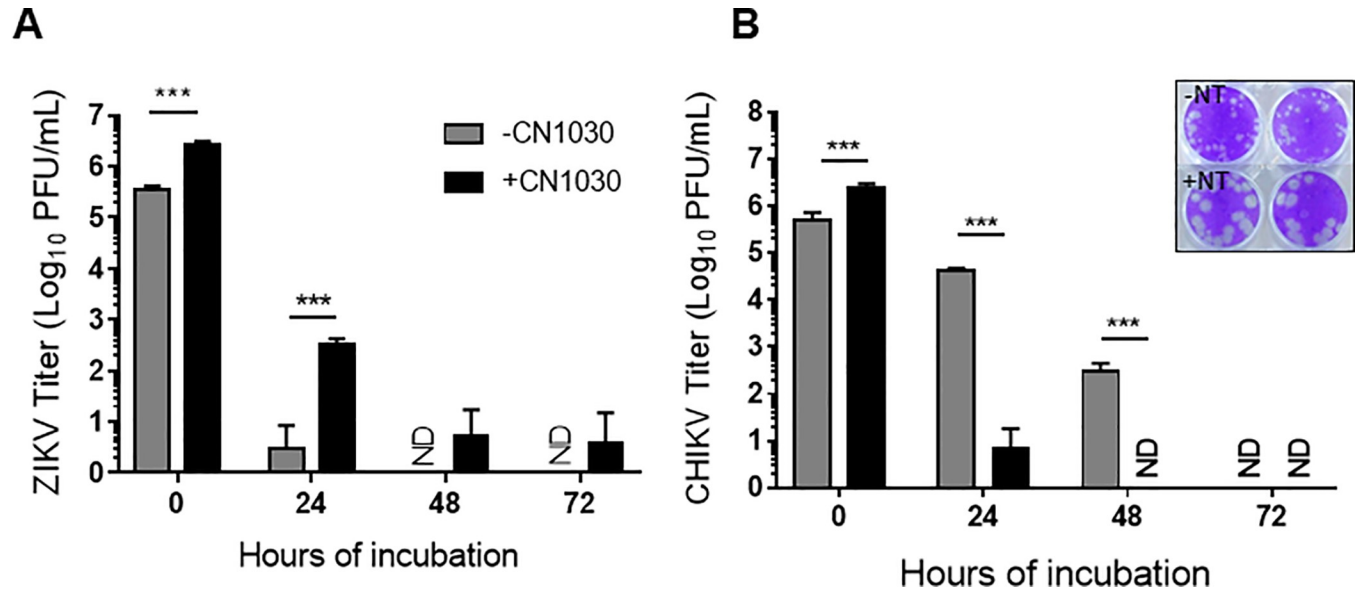 A
ZIKV Titer (Log10 PFU/mL)
7
6
5
4
3
2
1
0
***
***
ND
ND
-CN1030
+CN1030
0 24 48 72
Hours of incubation
B
CHIKV Titer (Log10 PFU/mL)
8
7
6
5
4
3
2
1
0
***
***
***
ND
ND
ND
-NT
+NT
0 24 48 72
Hours of incubation